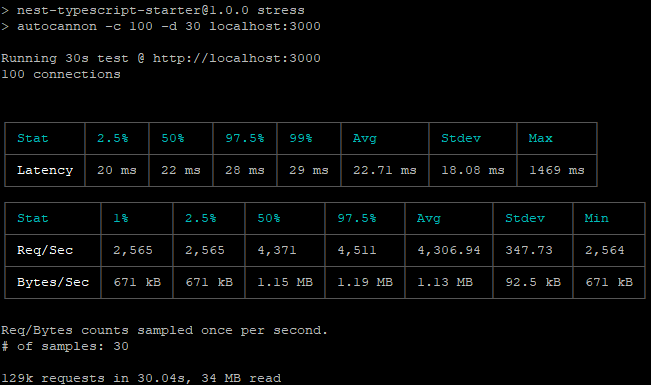 > nest-typescript-starter@1.0.0 stress
> autocannon -c 100 -d 30 localhost:3000
Running 30s test @ http://localhost:3000
100 connections
Stat 2.5% 50% 97.5% 99% Avg Stdev Max
Latency 20 ms 22 ms 28 ms 29 ms 22.71 ms 18.08 ms 1469 ms
Stat 1% 2.5% 50% 97.5% Avg Stdev Min
Req/Sec 2,565 2,565 4,371 4,511 4,306.94 347.73 2,564
Bytes/Sec 671 kB 671 kB 1.15 MB 1.19 MB 1.13 MB 92.5 kB 671 kB
Req/Bytes counts sampled once per second.
# of samples: 30
129k requests in 30.04s, 34 MB read